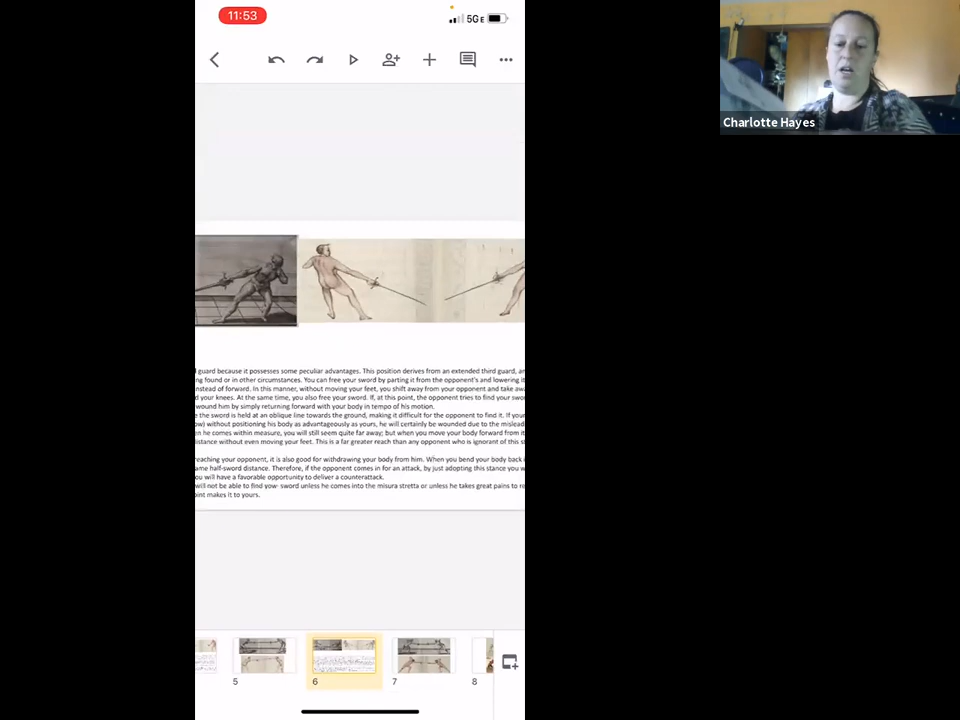 11:53
5GE
Charlotte Hayes
guard because it possesses some peculiar advantages. This position derives from an extended third guard, an
ng found or in other circumstances. You can free your sword by parting it from the opponent's and lowering it
instead of forward. In this manner, without moving your feet, you shift away from your opponent and take awa
d your knees. At the same time, you also free your sword. If, at this point, the opponent tries to find your swor
wound him by simply returning forward with your body in tempo of his motion.
e the sword is held at an oblique line towards the ground, making it difficult for the opponent to find it. If your
ow) without positioning his body as advantageously as yours, he will certainly be wounded due to the mislead
n he comes within measure, you will still seem quite far away; but when you move your body forward from it
istance without even moving your feet. This is a far greater reach than any opponent who is ignorant of this st
reaching your opponent, it is also good for withdrawing your body from him. When you bend your body back
ame half-sword distance. Therefore, if the opponent comes in for an attack, by just adopting this stance you w
ou will have a favorable opportunity to deliver a counterattack.
will not be able to find yow- sword unless he comes into the misura stretta or unless he takes great pains to re
oint makes it to yours.
5
6
7
8